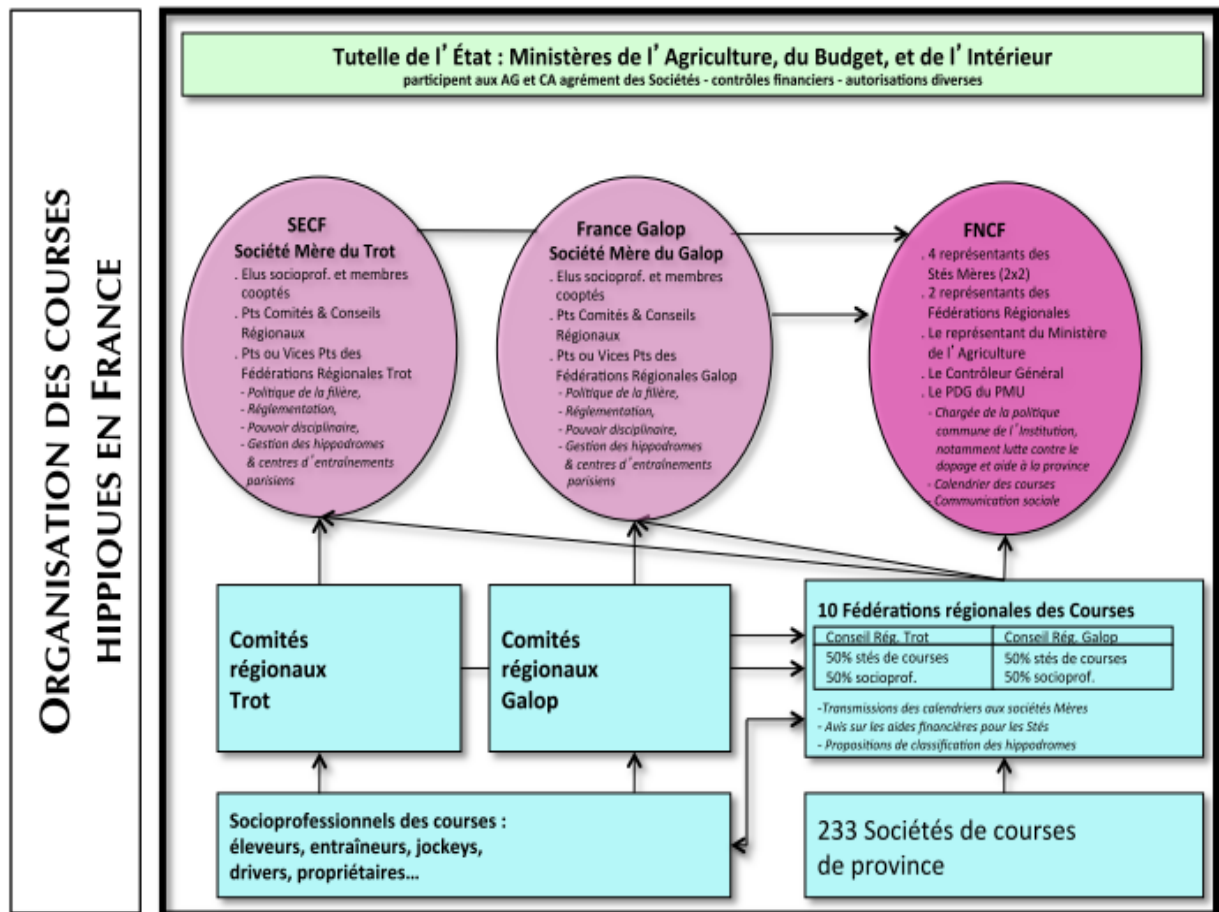 ORGANISATION DES COURSES
HIPPIQUES EN FRANCE
Tutelle de l'État : Ministères de l'Agriculture, du Budget, et de l'Intérieur
participent aux AG et CA agrément des Sociétés - contrôles financiers - autorisations diverses
SECF
Société Mère du Trot
. Elus socioprof. et membres
cooptés
. Pts Comités & Conseils
Régionaux
. Pts ou Vices Pts des
Fédérations Régionales Trot
- Politique de la filière,
- Réglementation,
- Pouvoir disciplinaire,
- Gestion des hippodromes
& centres d'entraînements
parisiens
France Galop
Société Mère du Galop
. Elus socioprof. et membres
cooptés
. Pts Comités & Conseils
Régionaux
. Pts ou Vices Pts des
Fédérations Régionales Galop
- Politique de la filière,
- Réglementation,
- Pouvoir disciplinaire,
- Gestion des hippodromes
& centres d'entraînements
parisiens
FNCF
. 4 représentants des
Stés Mères (2x2)
. 2 représentants des
Fédérations Régionales
. Le représentant du Ministère
de l'Agriculture
. Le Contrôleur Général
. Le PDG du PMU
- Chargée de la politique
commune de l'Institution,
notamment lutte contre le
dopage et aide à la province
- Calendrier des courses
- Communication sociale
Comités
régionaux
Trot
Comités
régionaux
Galop
10 Fédérations régionales des Courses
Conseil Rég. Trot
Conseil Rég. Galop
50% stés de courses
50% stés de courses
50% socioprof.
50% socioprof.
-Transmissions des calendriers aux sociétés Mères
- Avis sur les aides financières pour les Stés
- Propositions de classification des hippodromes
Socioprofessionnels des courses :
éleveurs, entraîneurs, jockeys,
drivers, propriétaires...
233 Sociétés de courses
de province